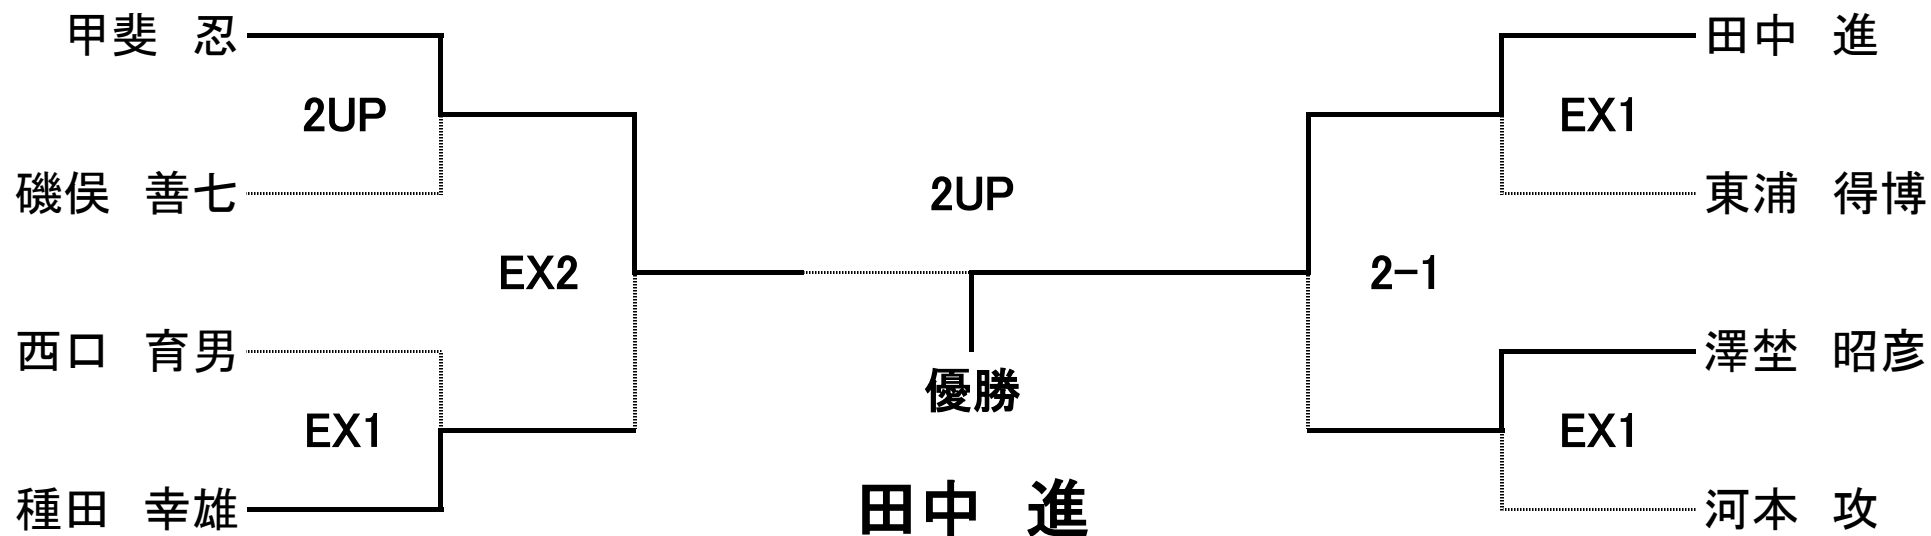 甲斐　忍
田中　進
2UP
EX1
磯俣　善七
2UP
東浦　得博
EX2
2-1
西口　育男
澤埜　昭彦
優勝
EX1
EX1
種田　幸雄
田中　進
河本　攻